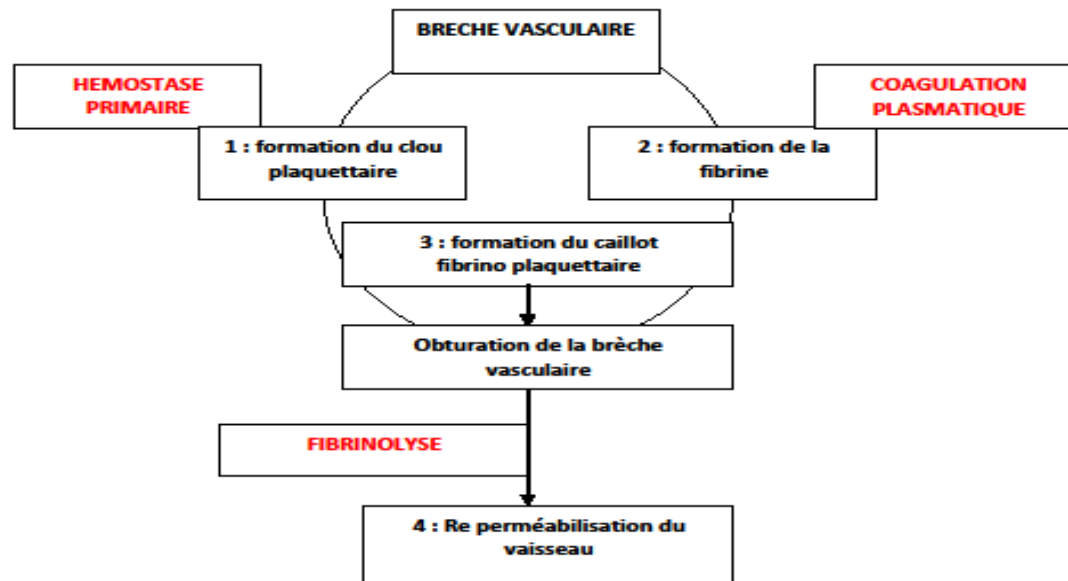 BRECHE VASCULAIRE
HEMOSTASE
PRIMAIRE
COAGULATION
PLASMATIQUE
1 : formation du clou
plaquettaire
2 : formation de la
fibrine
3 : formation du caillot
fibrino plaquettaire
Obturation de la brèche
vasculaire
FIBRINOLYSE
4 : Re perméabilisation du
vaisseau